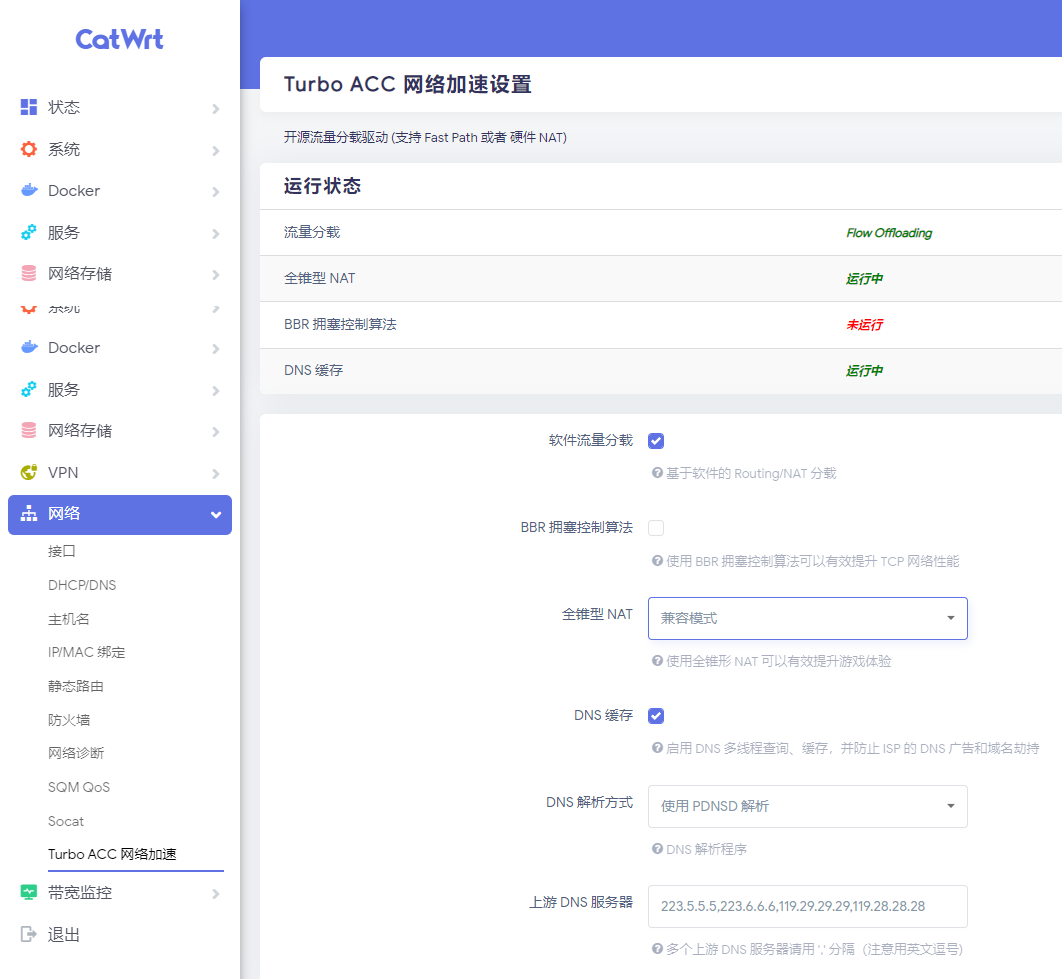 CatWrt
状态
系统
Docker
服务
网络存储
系统
Docker
服务
网络存储
VPN
网络
接口
DHCP/DNS
主机名
IP/MAC 绑定
静态路由
防火墙
网络诊断
SQM QoS
Socat
Turbo ACC 网络加速
带宽监控
退出
Turbo ACC 网络加速设置
开源流量分载驱动 (支持 Fast Path 或者 硬件 NAT)
运行状态
流量分载 Flow Offloading
全锥型 NAT 运行中
BBR 拥塞控制算法 未运行
DNS 缓存 运行中
软件流量分载
基于软件的 Routing/NAT 分载
BBR 拥塞控制算法
使用 BBR 拥塞控制算法可以有效提升 TCP 网络性能
全锥型 NAT 兼容模式
使用全锥形 NAT 可以有效提升游戏体验
DNS 缓存
启用 DNS 多线程查询、缓存，并防止 ISP 的 DNS 广告和域名劫持
DNS 解析方式 使用 PDNSD 解析
DNS 解析程序
上游 DNS 服务器 223.5.5.5,223.6.6.6,119.29.29.29,119.28.28.28
多个上游 DNS 服务器请用 ',' 分隔（注意用英文逗号）